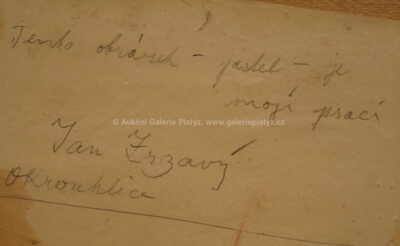 Tento obrázek – pastel – je
mojí prací
© Aukční Galerie Platýz, www.galerieplatyz.cz
Jan Zrzavý
Okrouhlice